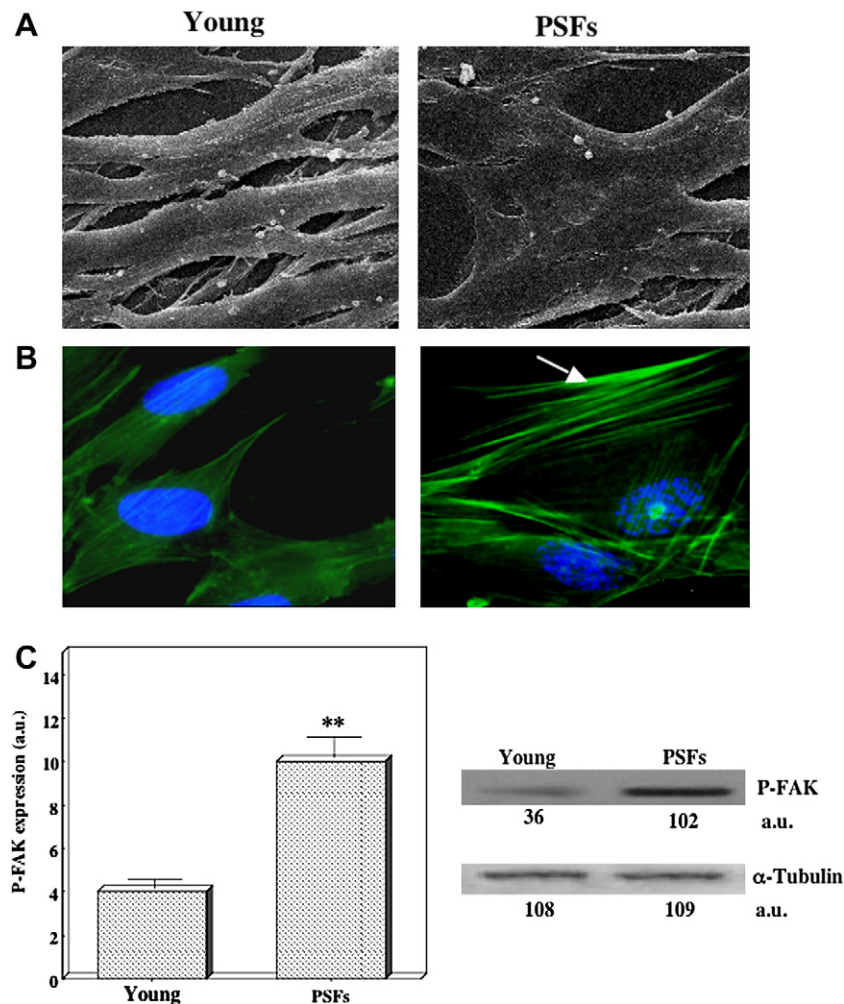 A
Young
PSFs
B
C
P-FAK expression (a.u.)
14
12
10
8
6
4
2
0
**
Young
PSFs
Young
PSFs
P-FAK
36
102
a.u.
α-Tubulin
108
109
a.u.